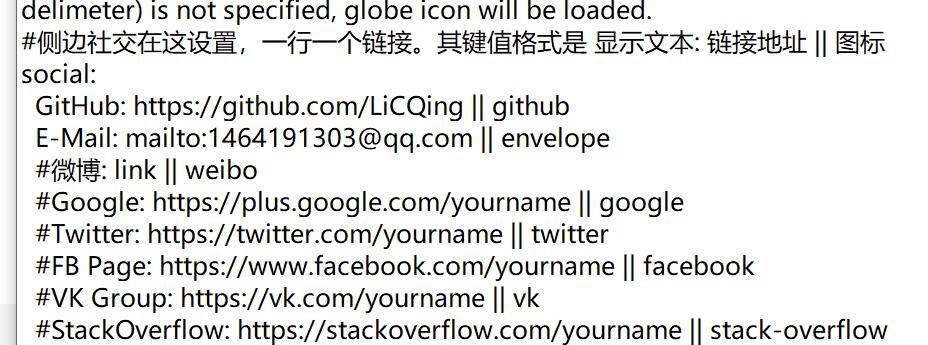 delimeter) is not specified, globe icon will be loaded.
#侧边社交在这设置，一行一个链接。其键值格式是 显示文本: 链接地址 || 图标
social:
GitHub: https://github.com/LiCQing || github
E-Mail: mailto:1464191303@qq.com || envelope
#微博: link || weibo
#Google: https://plus.google.com/yourname || google
#Twitter: https://twitter.com/yourname || twitter
#FB Page: https://www.facebook.com/yourname || facebook
#VK Group: https://vk.com/yourname || vk
#StackOverflow: https://stackoverflow.com/yourname || stack-overflow